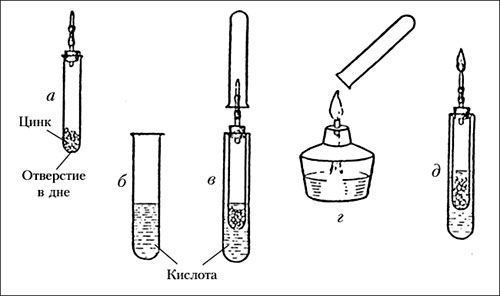 а
Цинк
Отверстие
в дне
б
в
Кислота
г
д